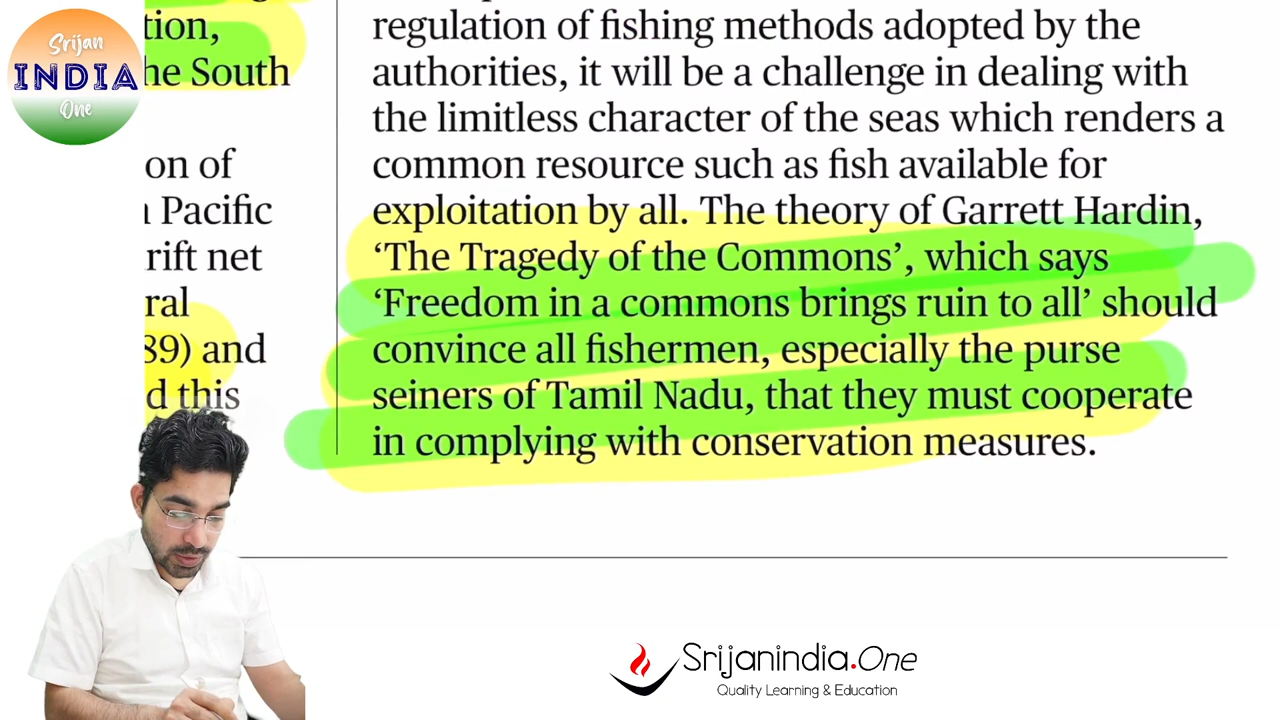 Srijan
INDIA
One
tion,
he South
on of
Pacific
rift net
ral
89) and
d this
regulation of fishing methods adopted by the
authorities, it will be a challenge in dealing with
the limitless character of the seas which renders a
common resource such as fish available for
exploitation by all. The theory of Garrett Hardin,
‘The Tragedy of the Commons’, which says
‘Freedom in a commons brings ruin to all’ should
convince all fishermen, especially the purse
seiners of Tamil Nadu, that they must cooperate
in complying with conservation measures.
Srijanindia.One
Quality Learning & Education